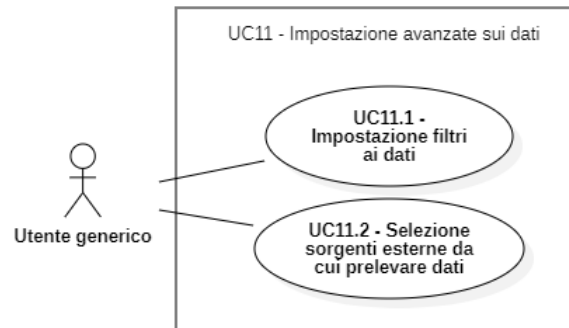 UC11 - Impostazione avanzate sui dati
UC11.1 -
Impostazione filtri
ai dati
Utente generico
UC11.2 - Selezione
sorgenti esterne da
cui prelevare dati